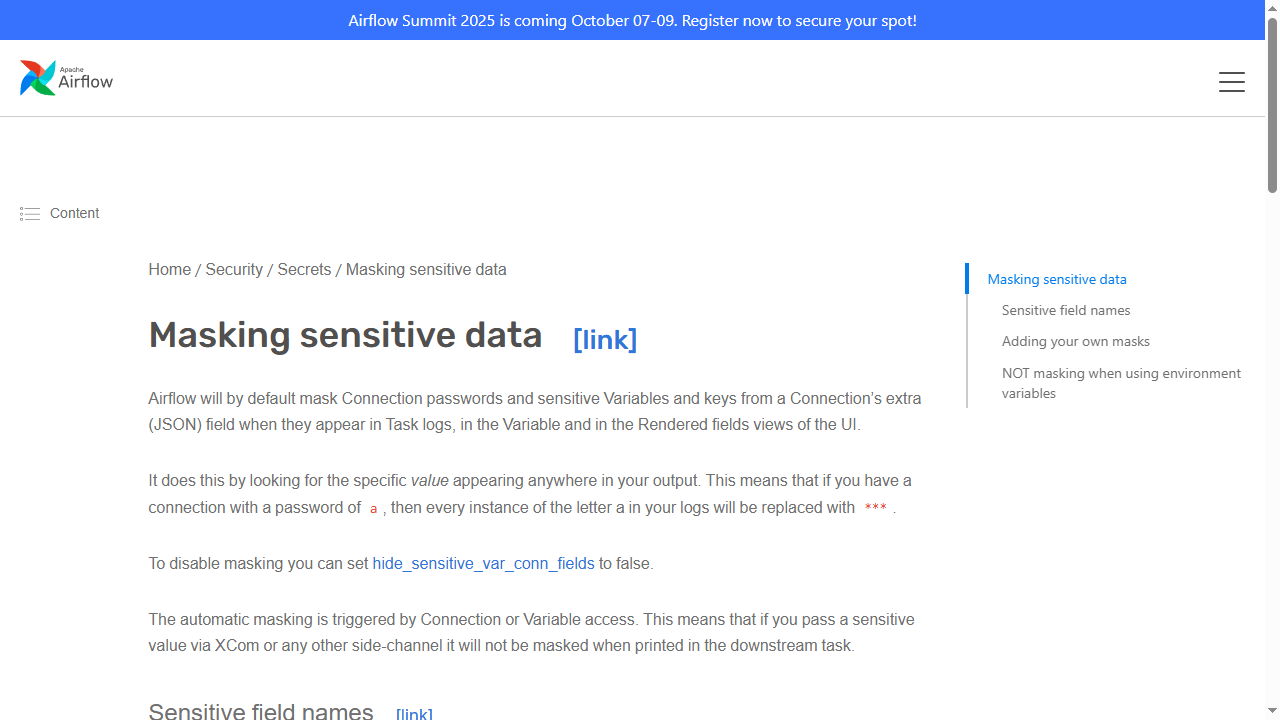 Airflow Summit 2025 is coming October 07-09. Register now to secure your spot!
Apache
Airflow
Content
Home / Security / Secrets / Masking sensitive data
Masking sensitive data [link]
Airflow will by default mask Connection passwords and sensitive Variables and keys from a Connection’s extra
(JSON) field when they appear in Task logs, in the Variable and in the Rendered fields views of the UI.
It does this by looking for the specific value appearing anywhere in your output. This means that if you have a
connection with a password of a, then every instance of the letter a in your logs will be replaced with ***.
To disable masking you can set hide_sensitive_var_conn_fields to false.
The automatic masking is triggered by Connection or Variable access. This means that if you pass a sensitive
value via XCom or any other side-channel it will not be masked when printed in the downstream task.
Sensitive field names [link]
Masking sensitive data
Sensitive field names
Adding your own masks
NOT masking when using environment
variables